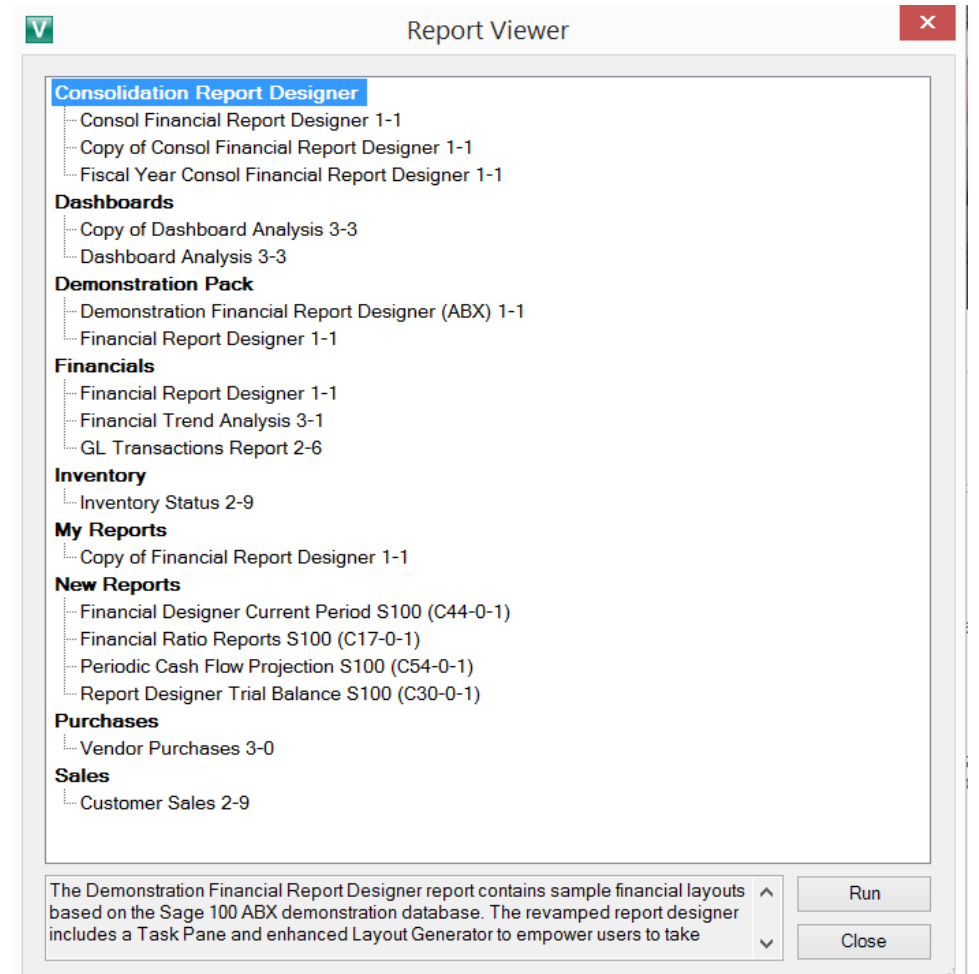 V
Report Viewer
Consolidation Report Designer
Consol Financial Report Designer 1-1
Copy of Consol Financial Report Designer 1-1
Fiscal Year Consol Financial Report Designer 1-1
Dashboards
Copy of Dashboard Analysis 3-3
Dashboard Analysis 3-3
Demonstration Pack
Demonstration Financial Report Designer (ABX) 1-1
Financial Report Designer 1-1
Financials
Financial Report Designer 1-1
Financial Trend Analysis 3-1
GL Transactions Report 2-6
Inventory
Inventory Status 2-9
My Reports
Copy of Financial Report Designer 1-1
New Reports
Financial Designer Current Period S100 (C44-0-1)
Financial Ratio Reports S100 (C17-0-1)
Periodic Cash Flow Projection S100 (C54-0-1)
Report Designer Trial Balance S100 (C30-0-1)
Purchases
Vendor Purchases 3-0
Sales
Customer Sales 2-9
The Demonstration Financial Report Designer report contains sample financial layouts
based on the Sage 100 ABX demonstration database. The revamped report designer
includes a Task Pane and enhanced Layout Generator to empower users to take
Run
Close